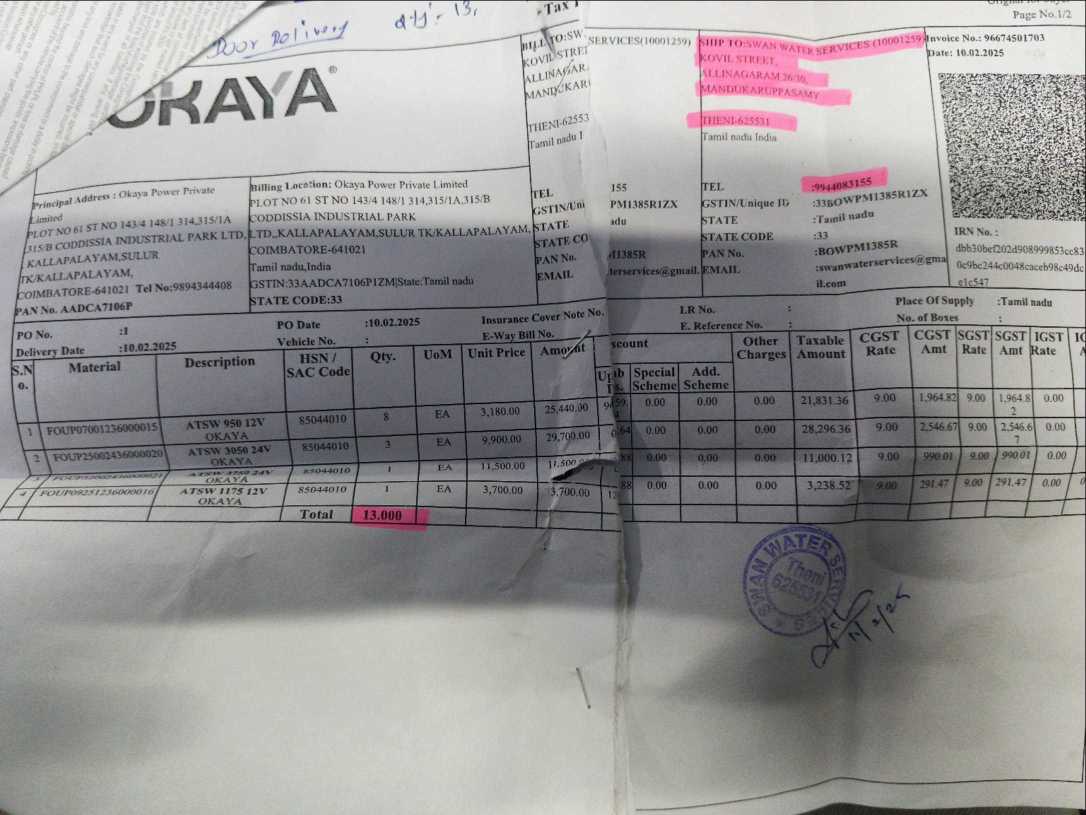 Door Delivery
qty:- 13,
Tax I
Page No.1/2
OKAYA®
BILL TO:SW
SERVICES(10001259)
KOVIL STREE
ALLINAGAR
MANDUKAR
THENI-62553
Tamil nadu I
SHIP TO:SWAN WATER SERVICES (10001259)
KOVIL STREET,
ALLINAGARAM 26/10,
MANDUKARUPPASAMY
THENI-625531
Tamil nadu India
Invoice No.: 96674501703
Date: 10.02.2025
Principal Address : Okaya Power Private
Limited
PLOT NO 61 ST NO 143/4 148/1 314,315/1A
315/B CODDISSIA INDUSTRIAL PARK LTD,
,KALLAPALAYAM,SULUR
TK/KALLAPALAYAM,
COIMBATORE-641021 Tel No:9894344408
PAN No. AADCA7106P
Billing Location: Okaya Power Private Limited
PLOT NO 61 ST NO 143/4 148/1 314,315/1A,315/B
CODDISSIA INDUSTRIAL PARK
LTD,,KALLAPALAYAM,SULUR TK/KALLAPALAYAM,
COIMBATORE-641021
Tamil nadu,India
GSTIN:33AADCA7106P1ZM|State:Tamil nadu
STATE CODE:33
TEL 155
GSTIN/Uni PM1385R1ZX
STATE adu
STATE CO
PAN No. M1385R
EMAIL terservices@gmail.
TEL :9944083155
GSTIN/Unique ID :33BOWPM1385R1ZX
STATE :Tamil nadu
STATE CODE :33
PAN No. :BOWPM1385R
EMAIL :swanwaterservices@gma
il.com
IRN No. :
dbb30bef202d908999853cc83
0c9bc244c0048caceb98c49dc
e1c547
PO No. :1
Delivery Date :10.02.2025
PO Date :10.02.2025
Vehicle No. :
Insurance Cover Note No.
E-Way Bill No.
LR No. :
E. Reference No. :
Place Of Supply :Tamil nadu
No. of Boxes :
S.N o. Material Description HSN / SAC Code Qty. UoM Unit Price Amount scount Special Scheme Add. Scheme Other Charges Taxable Amount CGST Rate CGST Amt SGST Rate SGST Amt IGST Rate
1 FOUP07001236000015 ATSW 950 12V OKAYA 85044010 8 EA 3,180.00 25,440.00 0.00 0.00 0.00 21,831.36 9.00 1,964.82 9.00 1,964.82 0.00
2 FOUP25002436000020 ATSW 3050 24V OKAYA 85044010 3 EA 9,900.00 29,700.00 0.00 0.00 0.00 28,296.36 9.00 2,546.67 9.00 2,546.67 0.00
3 24V OKAYA 85044010 1 EA 11,500.00 11,500.00 0.00 0.00 0.00 11,000.12 9.00 990.01 9.00 990.01 0.00
4 FOUP09251236000016 ATSW 1175 12V OKAYA 85044010 1 EA 3,700.00 3,700.00 0.00 0.00 0.00 3,238.52 9.00 291.47 9.00 291.47 0.00
Total 13.000
SWAN WATER SERVICES
Theni
625531